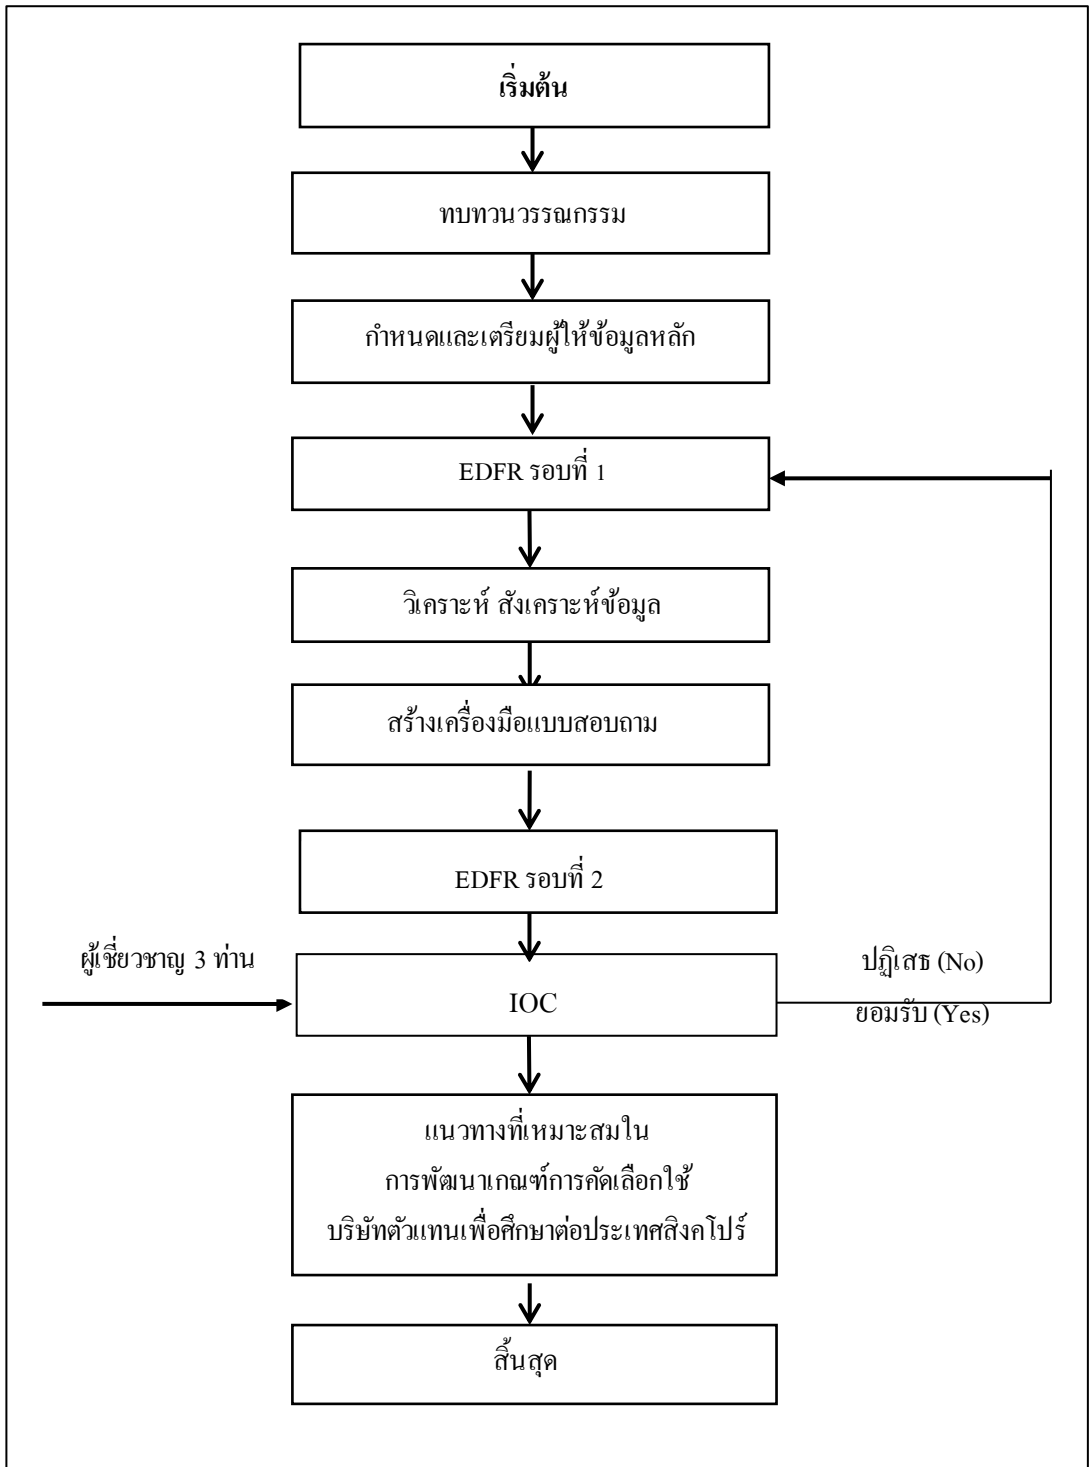 เริ่มต้น
ทบทวนวรรณกรรม
กำหนดและเตรียมผู้ให้ข้อมูลหลัก
EDFR รอบที่ 1
วิเคราะห์ สังเคราะห์ข้อมูล
สร้างเครื่องมือแบบสอบถาม
EDFR รอบที่ 2
ผู้เชี่ยวชาญ 3 ท่าน
IOC
ปฏิเสธ (No)
ยอมรับ (Yes)
แนวทางที่เหมาะสมใน
การพัฒนาเกณฑ์การคัดเลือกใช้
บริษัทตัวแทนเพื่อศึกษาต่อประเทศสิงคโปร์
สิ้นสุด